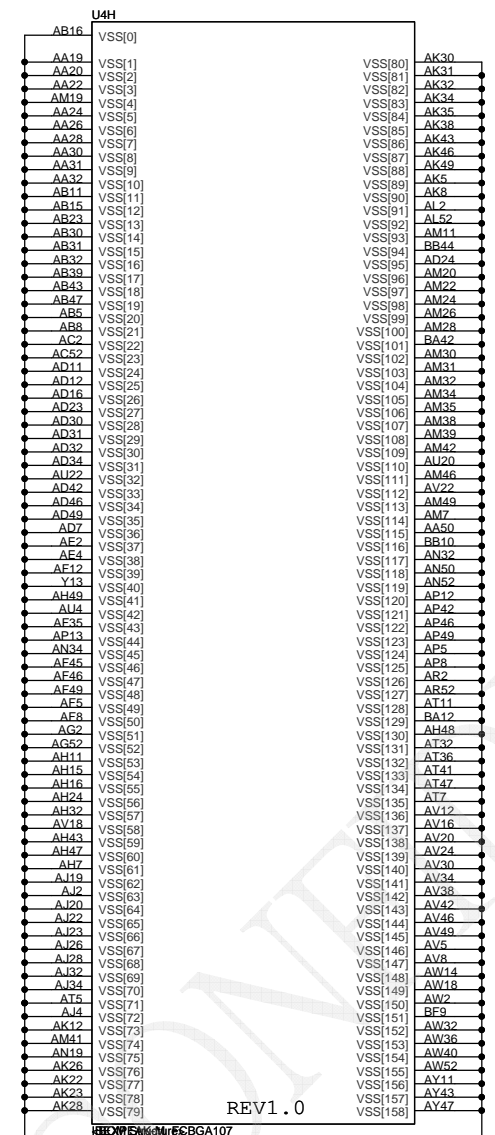 U4H
AB16 VSS[0]
AA19 VSS[1] VSS[80] AK30
AA20 VSS[2] VSS[81] AK31
AA22 VSS[3] VSS[82] AK32
AM19 VSS[4] VSS[83] AK34
AA24 VSS[5] VSS[84] AK35
AA26 VSS[6] VSS[85] AK38
AA28 VSS[7] VSS[86] AK43
AA30 VSS[8] VSS[87] AK46
AA31 VSS[9] VSS[88] AK49
AA32 VSS[10] VSS[89] AK5
AB11 VSS[11] VSS[90] AK8
AB15 VSS[12] VSS[91] AL2
AB23 VSS[13] VSS[92] AL52
AB30 VSS[14] VSS[93] AM11
AB31 VSS[15] VSS[94] BB44
AB32 VSS[16] VSS[95] AD24
AB39 VSS[17] VSS[96] AM20
AB43 VSS[18] VSS[97] AM22
AB47 VSS[19] VSS[98] AM24
AB5 VSS[20] VSS[99] AM26
AB8 VSS[21] VSS[100] AM28
AC2 VSS[22] VSS[101] BA42
AC52 VSS[23] VSS[102] AM30
AD11 VSS[24] VSS[103] AM31
AD12 VSS[25] VSS[104] AM32
AD16 VSS[26] VSS[105] AM34
AD23 VSS[27] VSS[106] AM35
AD30 VSS[28] VSS[107] AM38
AD31 VSS[29] VSS[108] AM39
AD32 VSS[30] VSS[109] AM42
AD34 VSS[31] VSS[110] AU20
AU22 VSS[32] VSS[111] AM46
AD42 VSS[33] VSS[112] AV22
AD46 VSS[34] VSS[113] AM49
AD49 VSS[35] VSS[114] AM7
AD7 VSS[36] VSS[115] AA50
AE2 VSS[37] VSS[116] BB10
AE4 VSS[38] VSS[117] AN32
AF12 VSS[39] VSS[118] AN50
Y13 VSS[40] VSS[119] AN52
AH49 VSS[41] VSS[120] AP12
AU4 VSS[42] VSS[121] AP42
AF35 VSS[43] VSS[122] AP46
AP13 VSS[44] VSS[123] AP49
AN34 VSS[45] VSS[124] AP5
AF45 VSS[46] VSS[125] AP8
AF46 VSS[47] VSS[126] AR2
AF49 VSS[48] VSS[127] AR52
AF5 VSS[49] VSS[128] AT11
AF8 VSS[50] VSS[129] BA12
AG2 VSS[51] VSS[130] AH48
AG52 VSS[52] VSS[131] AT32
AH11 VSS[53] VSS[132] AT36
AH15 VSS[54] VSS[133] AT41
AH16 VSS[55] VSS[134] AT47
AH24 VSS[56] VSS[135] AT7
AH32 VSS[57] VSS[136] AV12
AV18 VSS[58] VSS[137] AV16
AH43 VSS[59] VSS[138] AV20
AH47 VSS[60] VSS[139] AV24
AH7 VSS[61] VSS[140] AV30
AJ19 VSS[62] VSS[141] AV34
AJ2 VSS[63] VSS[142] AV38
AJ20 VSS[64] VSS[143] AV42
AJ22 VSS[65] VSS[144] AV46
AJ23 VSS[66] VSS[145] AV49
AJ26 VSS[67] VSS[146] AV5
AJ28 VSS[68] VSS[147] AV8
AJ32 VSS[69] VSS[148] AW14
AJ34 VSS[70] VSS[149] AW18
AT5 VSS[71] VSS[150] AW2
AJ4 VSS[72] VSS[151] BF9
AK12 VSS[73] VSS[152] AW32
AM41 VSS[74] VSS[153] AW36
AN19 VSS[75] VSS[154] AW40
AK26 VSS[76] VSS[155] AW52
AK22 VSS[77] VSS[156] AY11
AK23 VSS[78] VSS[157] AY43
AK28 VSS[79] REV1.0 VSS[158] AY47